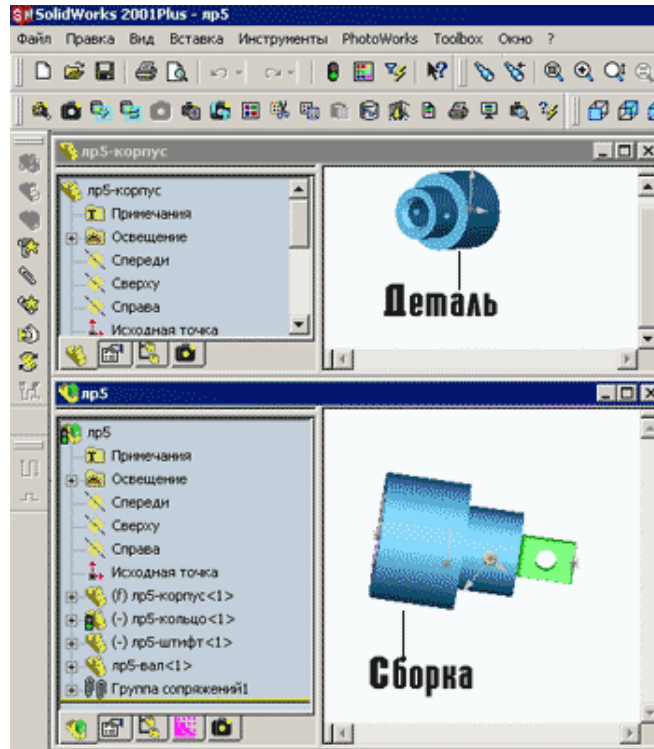 SolidWorks 2001Plus - лр5
Файл Правка Вид Вставка Инструменты PhotoWorks Toolbox Окно ?
лр5-корпус
лр5-корпус
Примечания
Освещение
Спереди
Сверху
Справа
Исходная точка
Деталь
лр5
лр5
Примечания
Освещение
Спереди
Сверху
Справа
Исходная точка
(f) лр5-корпус<1>
(-) лр5-кольцо<1>
(-) лр5-штифт<1>
лр5-вал<1>
Группа сопряжений1
Сборка